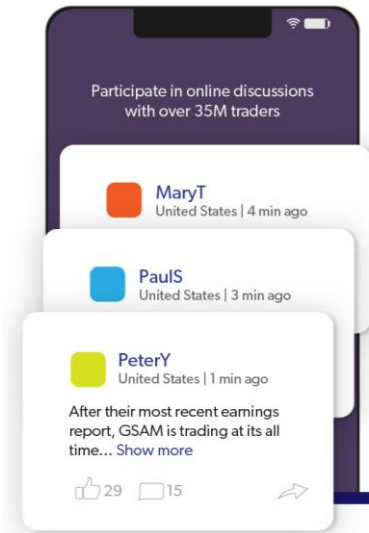 Participate in online discussions
with over 35M traders
MaryT
United States | 4 min ago
PaulS
United States | 3 min ago
PeterY
United States | 1 min ago
After their most recent earnings
report, GSAM is trading at its all
time... Show more
29 15